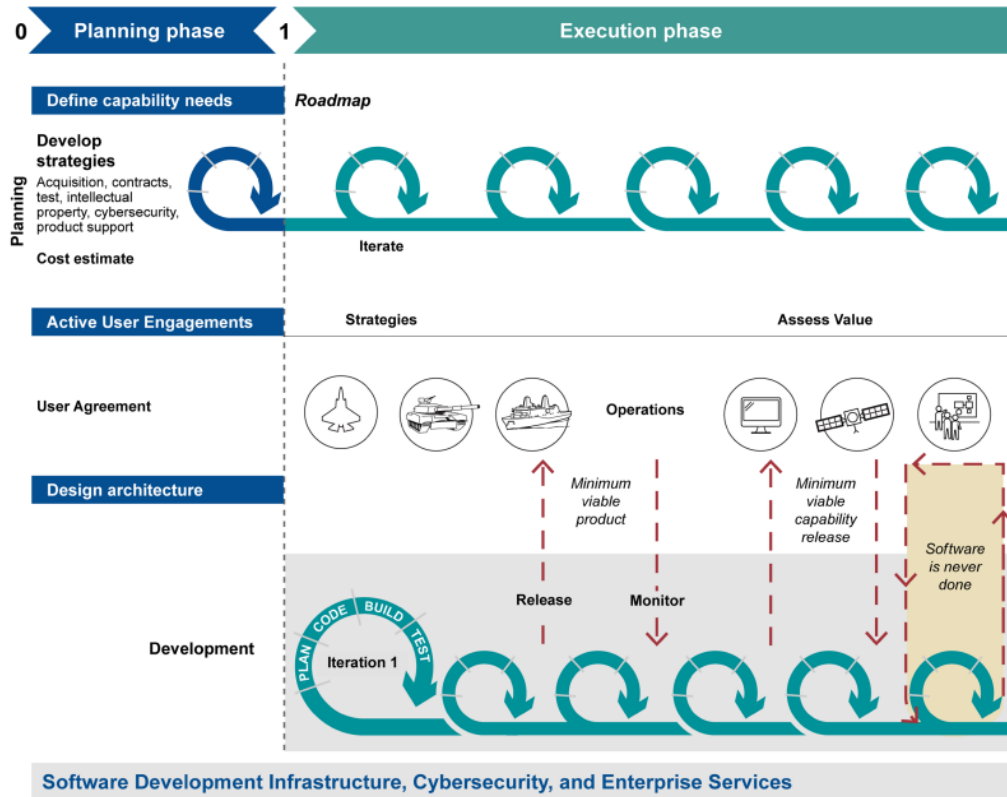 0 Planning phase 1 Execution phase
Define capability needs
Roadmap
Planning
Develop
strategies
Acquisition, contracts,
test, intellectual
property, cybersecurity,
product support
Cost estimate
Iterate
Active User Engagements
Strategies
Assess Value
User Agreement
Operations
Design architecture
Minimum
viable
product
Minimum
viable
capability
release
Software
is never
done
Release
Monitor
Development
PLAN CODE BUILD TEST
Iteration 1
Software Development Infrastructure, Cybersecurity, and Enterprise Services